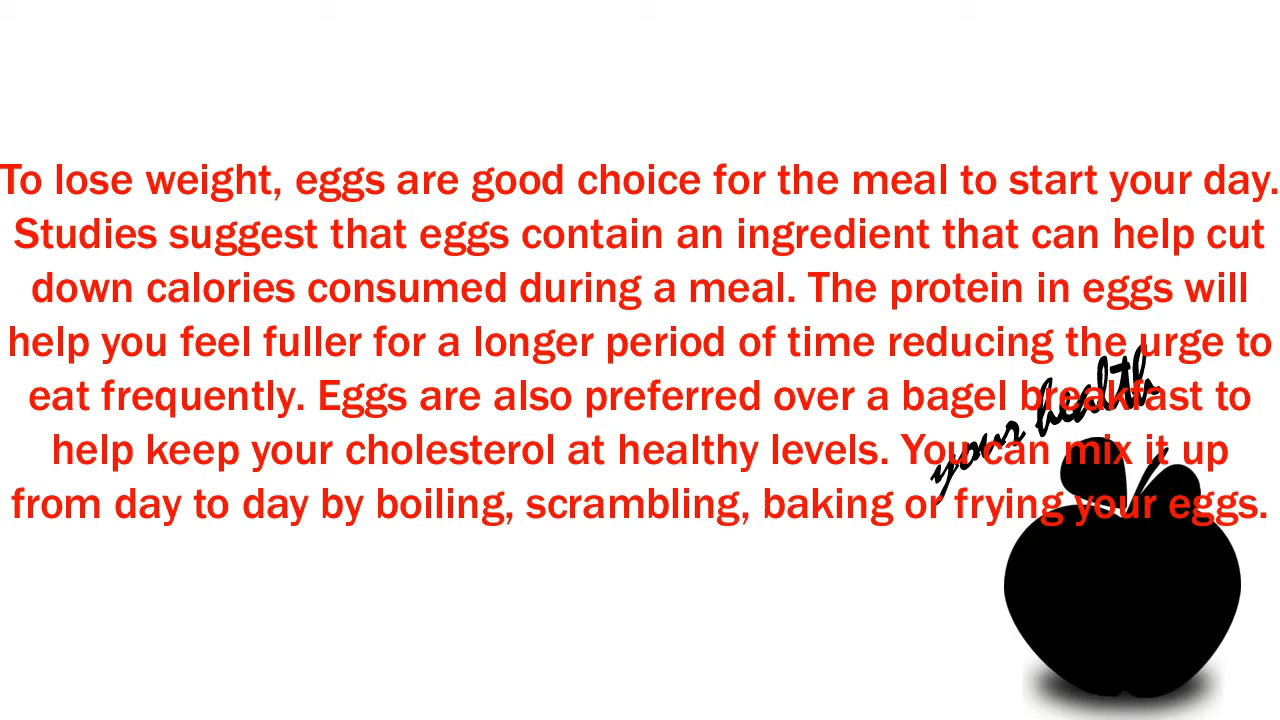 To lose weight, eggs are good choice for the meal to start your day.
Studies suggest that eggs contain an ingredient that can help cut
down calories consumed during a meal. The protein in eggs will
help you feel fuller for a longer period of time reducing the urge to
eat frequently. Eggs are also preferred over a bagel breakfast to
help keep your cholesterol at healthy levels. You can mix it up
from day to day by boiling, scrambling, baking or frying your eggs.
your health